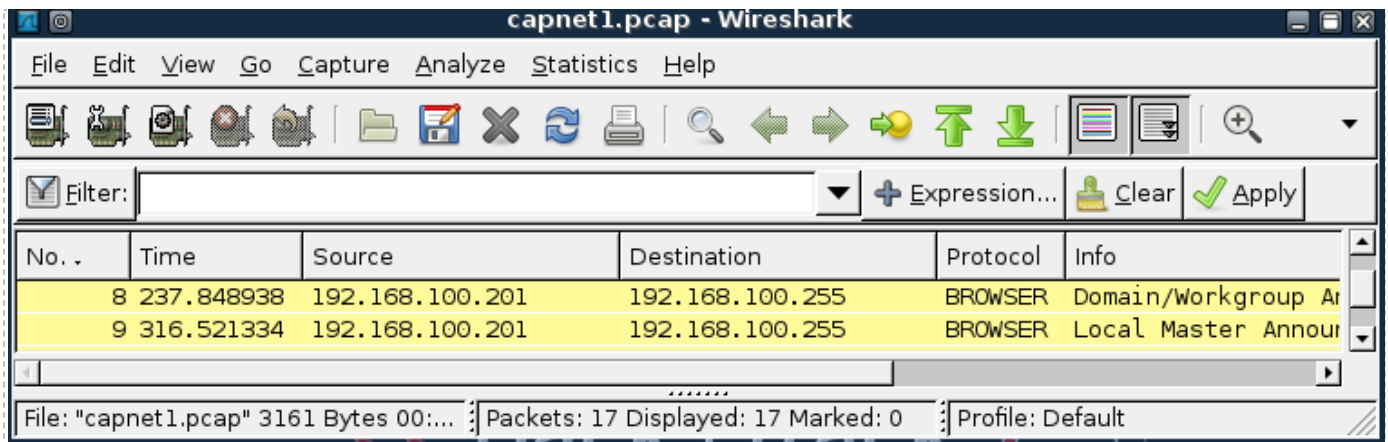 capnet1.pcap - Wireshark
File Edit View Go Capture Analyze Statistics Help
Filter: Expression... Clear Apply
No. . Time Source Destination Protocol Info
8 237.848938 192.168.100.201 192.168.100.255 BROWSER Domain/Workgroup
9 316.521334 192.168.100.201 192.168.100.255 BROWSER Local Master
File: "capnet1.pcap" 3161 Bytes 00:... Packets: 17 Displayed: 17 Marked: 0 Profile: Default